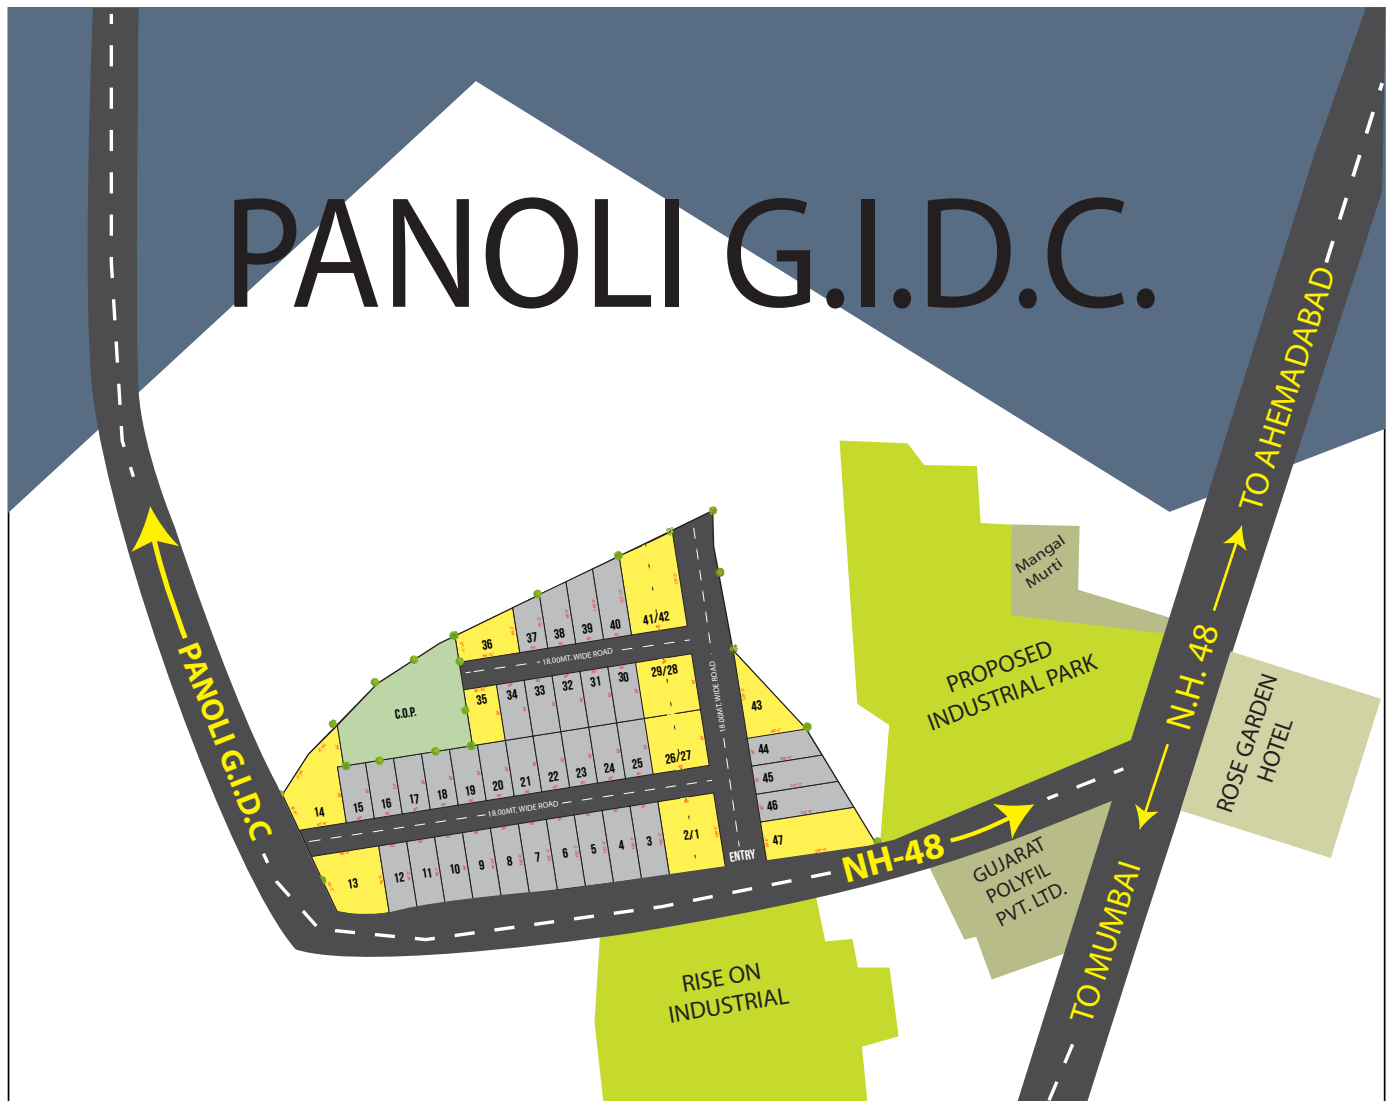 PANOLI G.I.D.C.
TO AHEMADABAD
N.H. 48
TO MUMBAI
PANOLI G.I.D.C
NH-48
Mangal
Murti
PROPOSED
INDUSTRIAL PARK
ROSE GARDEN
HOTEL
GUJARAT
POLYFIL
PVT. LTD.
RISE ON
INDUSTRIAL
36
37
38
39
40
41/42
18.00MT. WIDE ROAD
C.O.P.
35
34
33
32
31
30
29/28
18.00MT. WIDE ROAD
43
44
45
46
47
14
15
16
17
18
19
20
21
22
23
24
25
26/27
18.00MT. WIDE ROAD
13
12
11
10
9
8
7
6
5
4
3
2/1
ENTRY